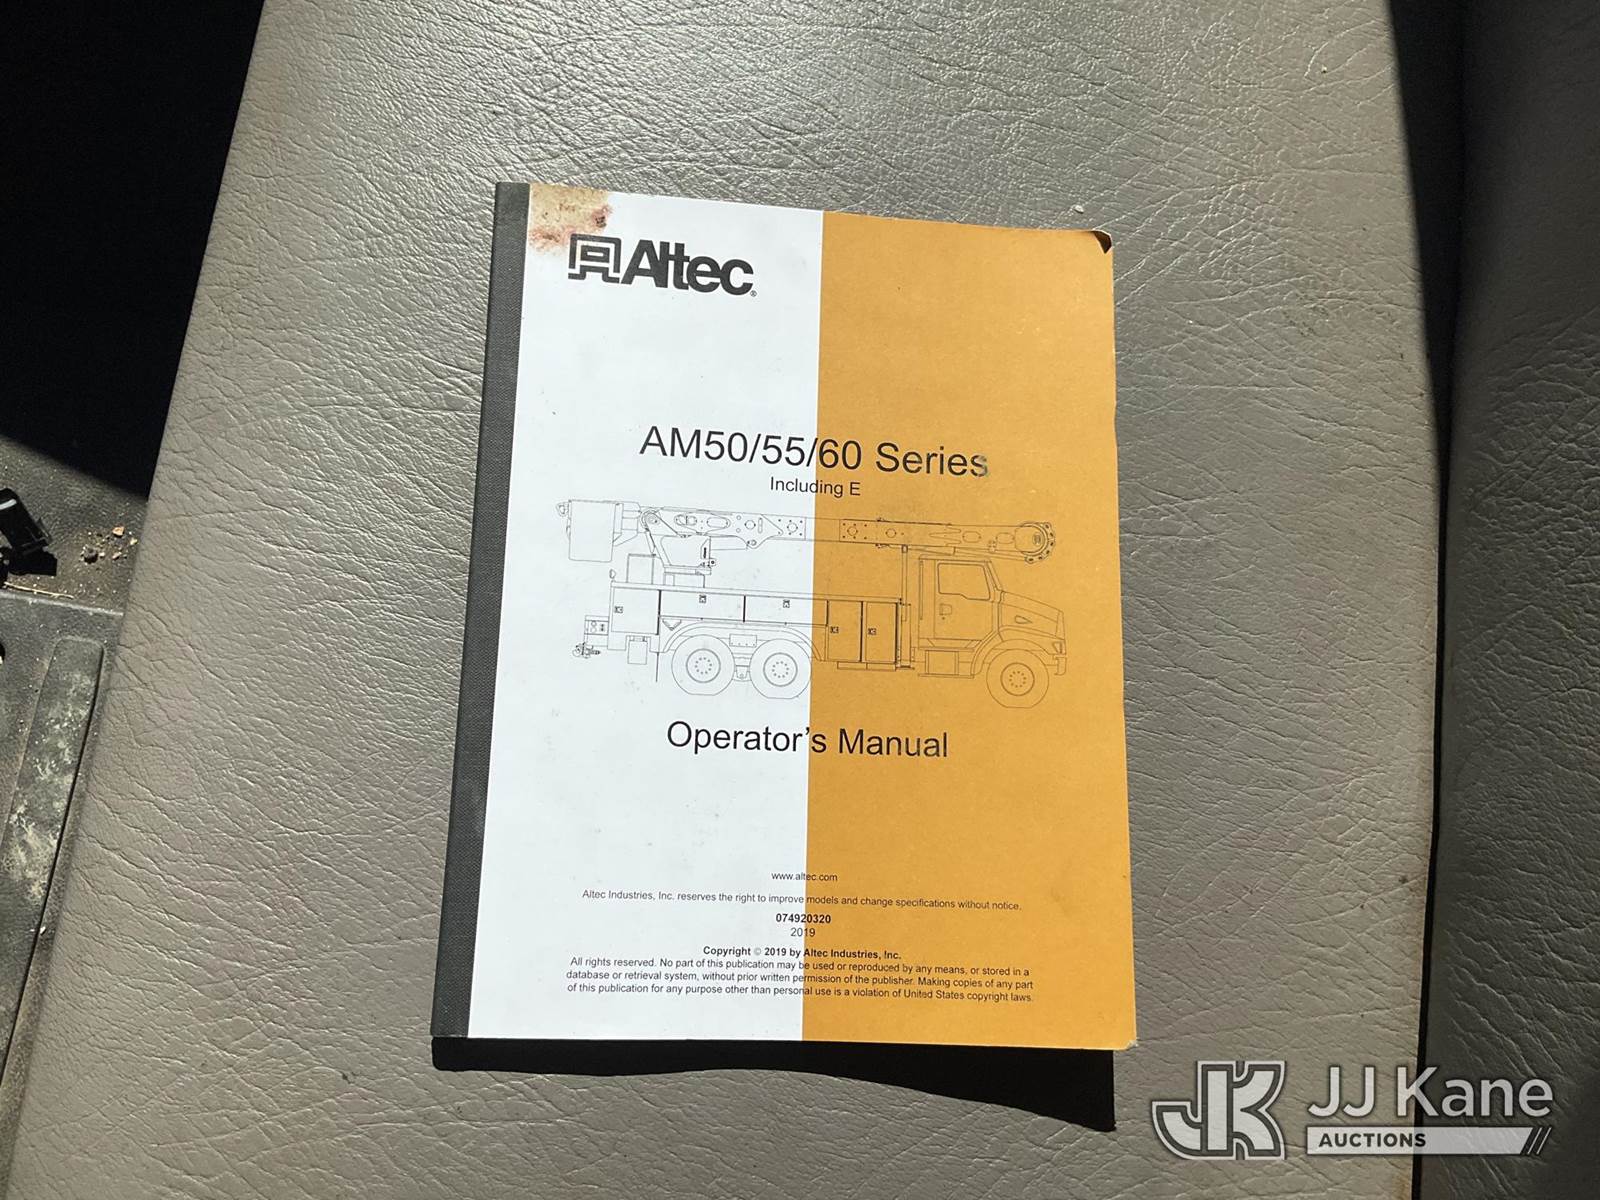 Altec®
AM50/55/60 Series
Including E
Operator's Manual
www.altec.com
Altec Industries, Inc. reserves the right to improve models and change specifications without notice.
074920320
2019
Copyright © 2019 by Altec Industries, Inc.
All rights reserved. No part of this publication may be used or reproduced by any means, or stored in a
database or retrieval system, without prior written permission of the publisher. Making copies of any part
of this publication for any purpose other than personal use is a violation of United States copyright laws.
JK JJ Kane
AUCTIONS